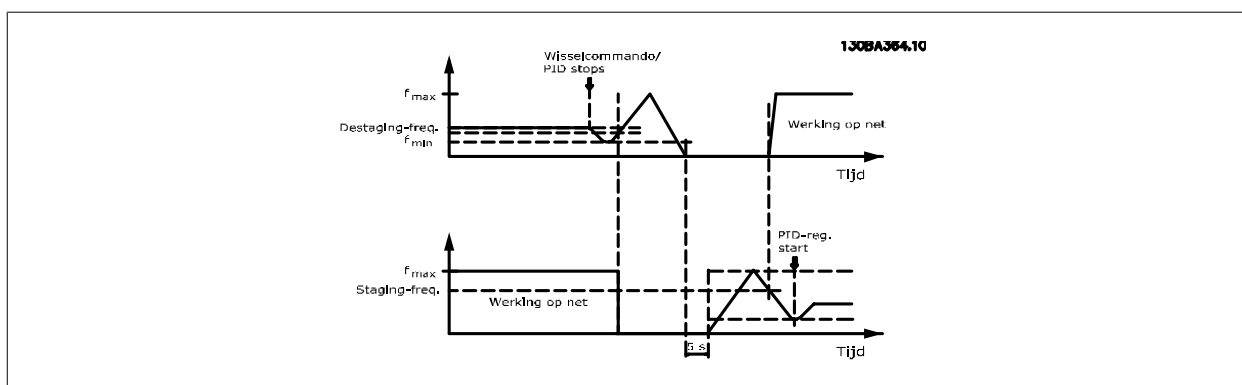 130BA364.10
Wisselcommando/
PID stops
f max
Destaging-freq.
f min
Werking op net
Tijd
PID-reg.
start
f max
Staging-freq.
Werking op net
5 s
Tijd